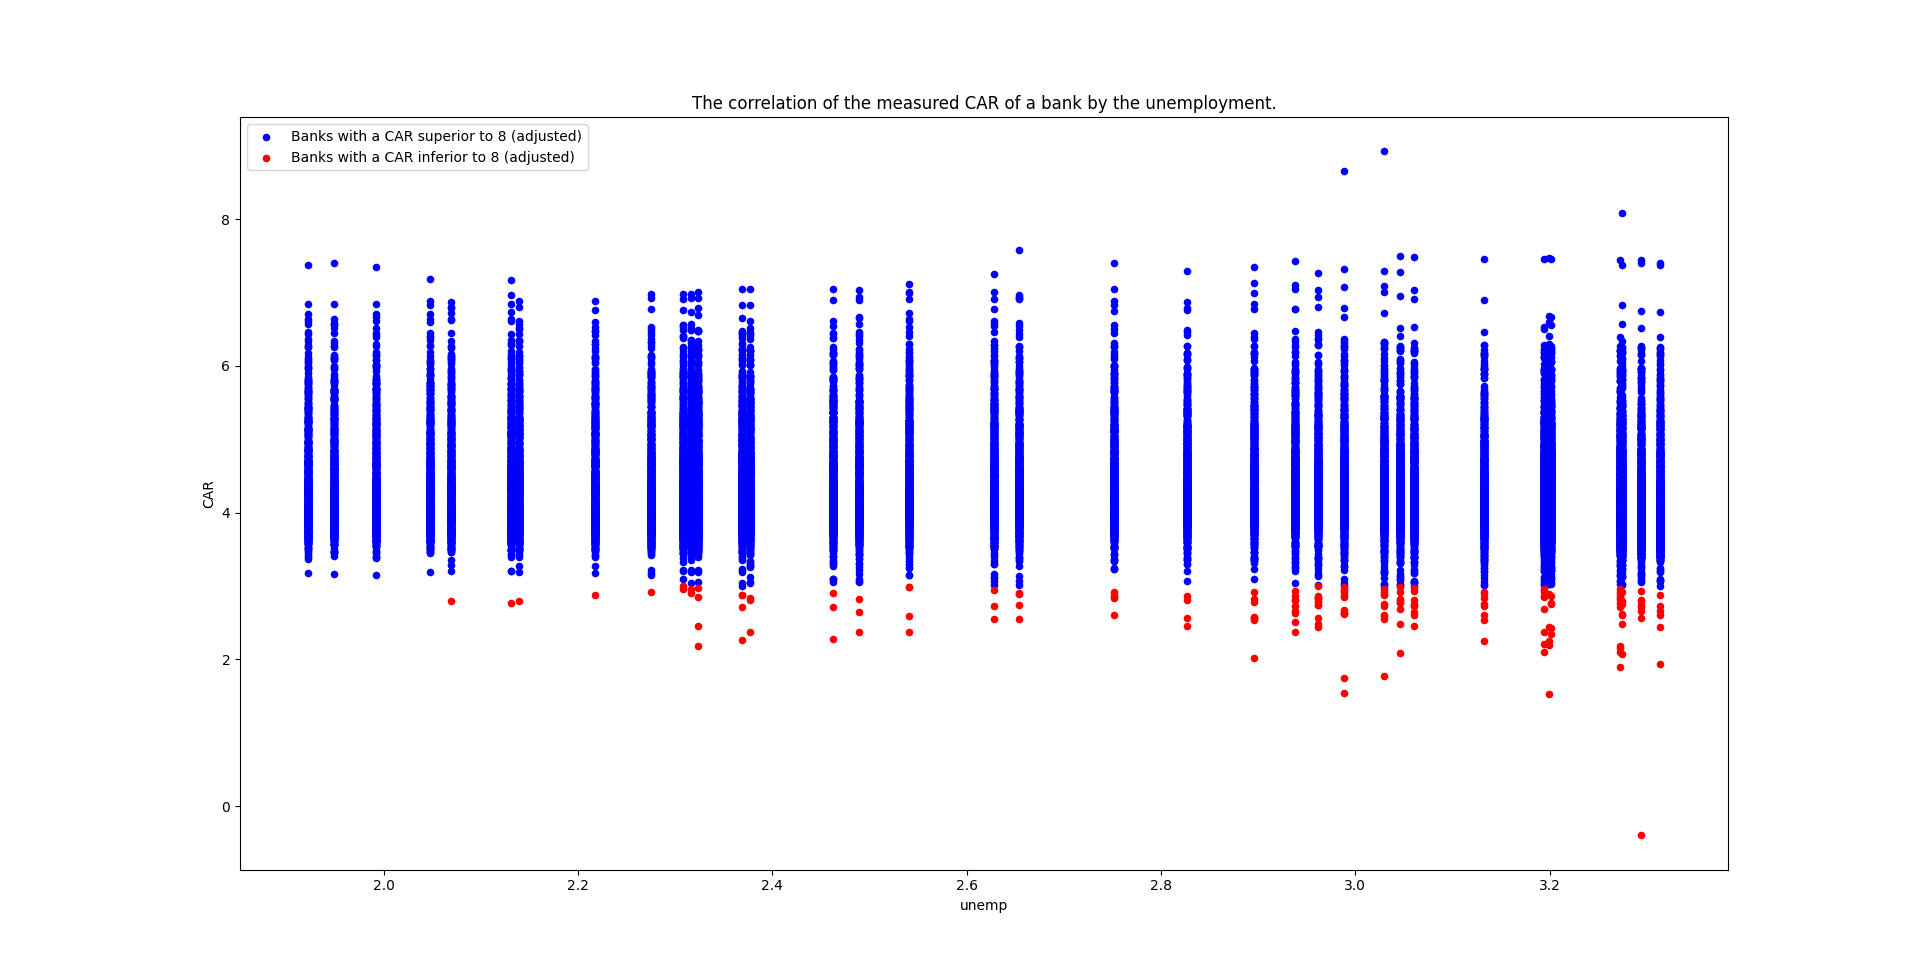 The correlation of the measured CAR of a bank by the unemployment.
Banks with a CAR superior to 8 (adjusted)
Banks with a CAR inferior to 8 (adjusted)
8
6
4
2
0
CAR
2.0 2.2 2.4 2.6 2.8 3.0 3.2
unemp